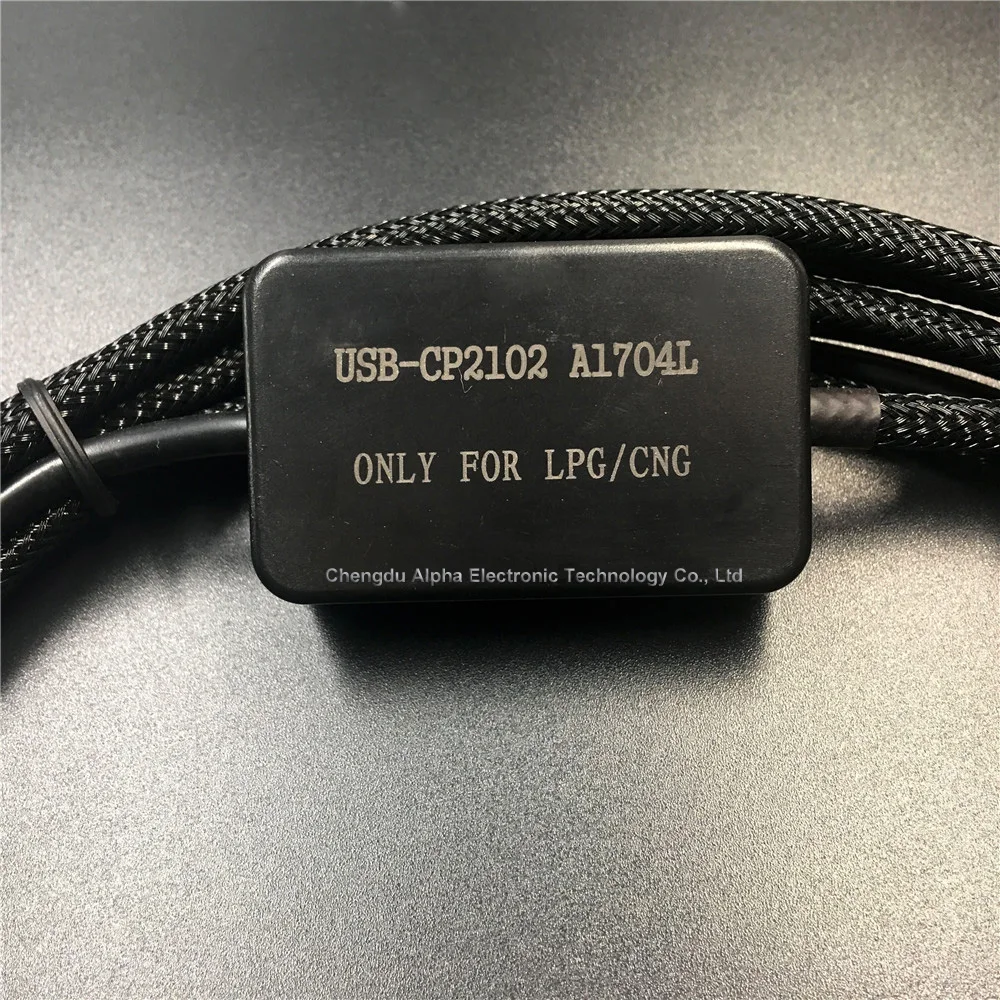 USB-CP2102 A1704L
ONLY FOR LPG/CNG
Chengdu Alpha Electronic Technology Co., Ltd